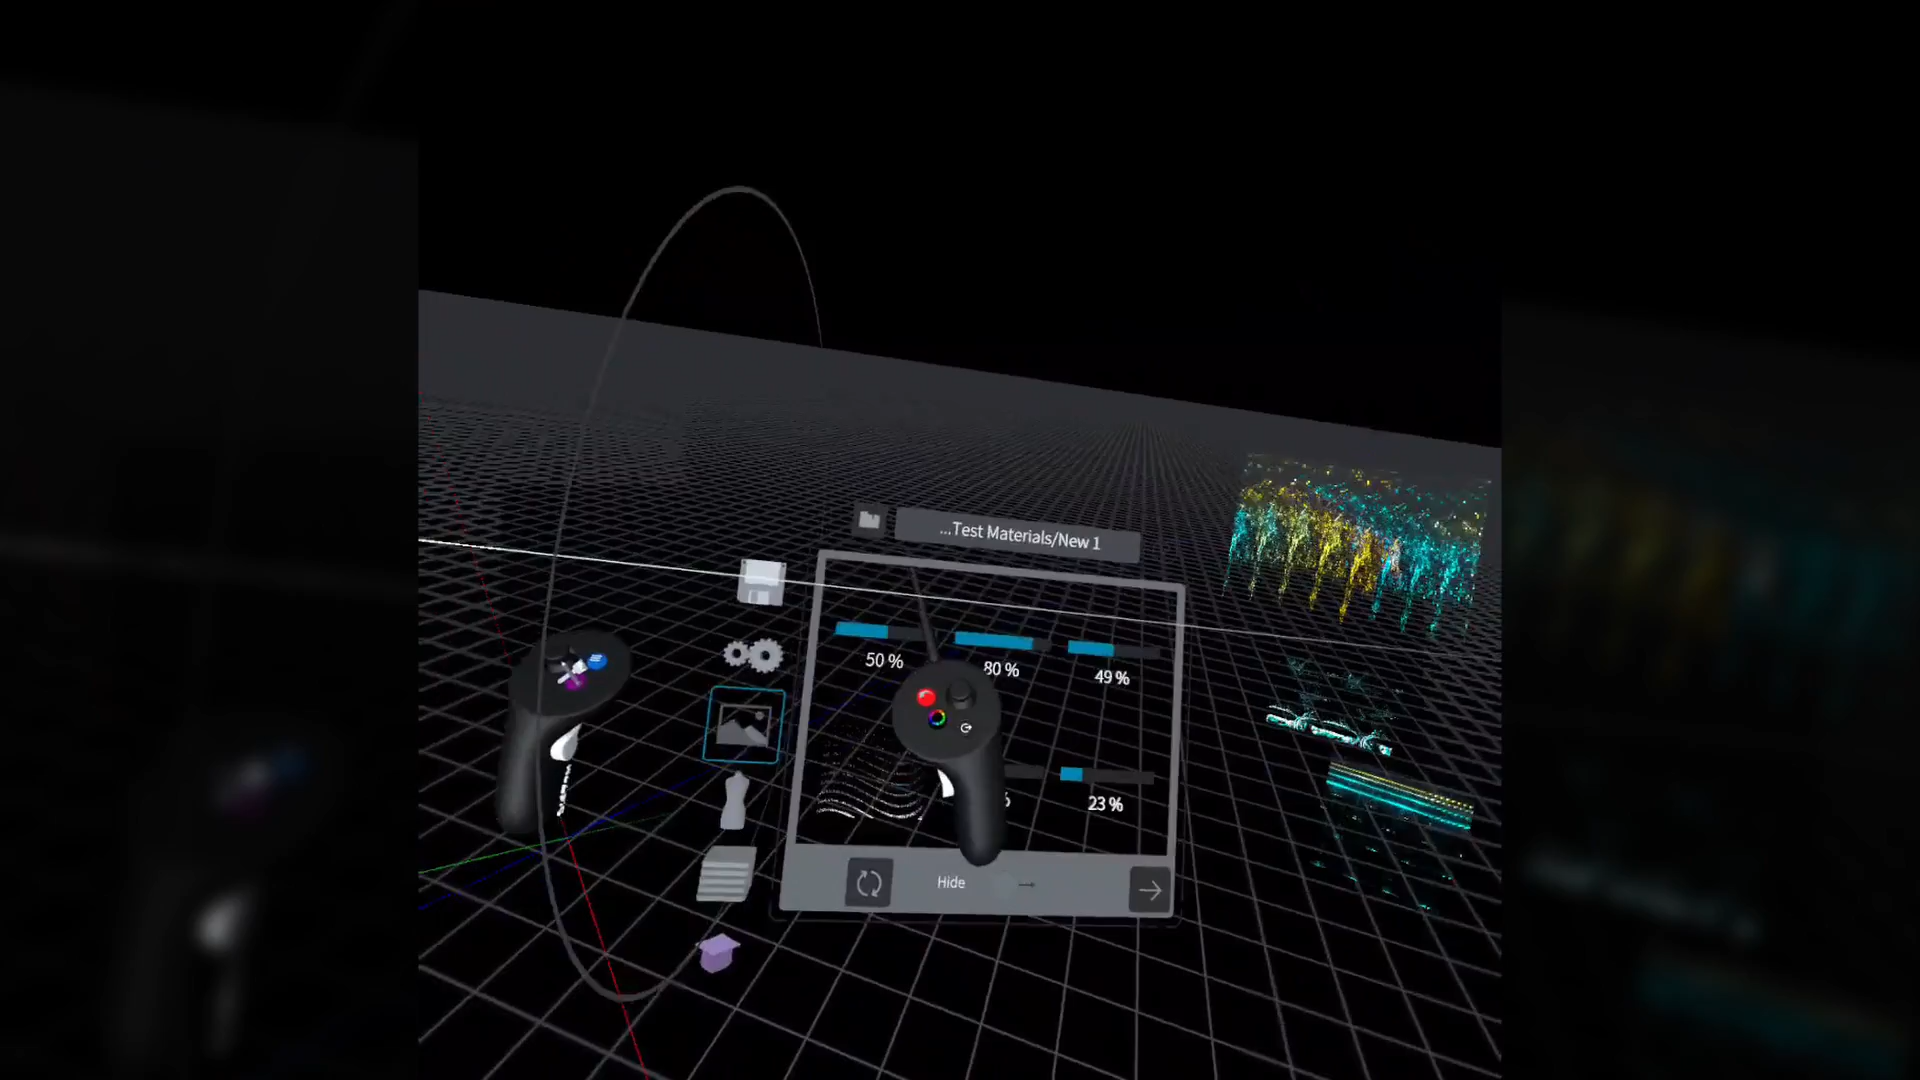 ...Test Materials/New 1
50 %
80 %
49 %
23 %
Hide